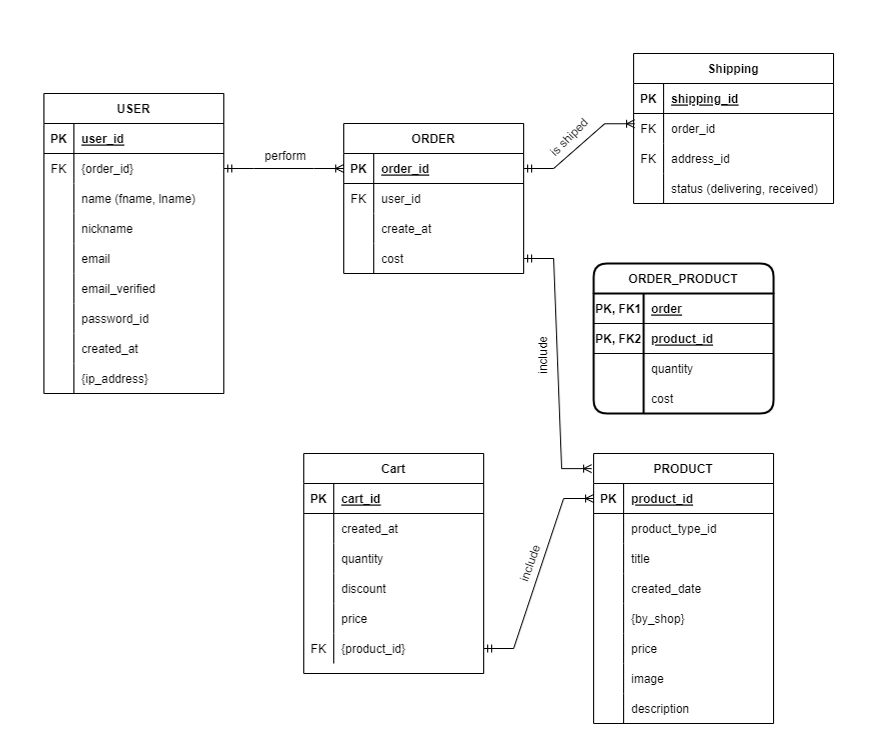 USER
PK user_id
FK {order_id}
name (fname, lname)
nickname
email
email_verified
password_id
created_at
{ip_address}
perform
ORDER
PK order_id
FK user_id
create_at
cost
is shiped
Shipping
PK shipping_id
FK order_id
FK address_id
status (delivering, received)
ORDER_PRODUCT
PK, FK1 order
PK, FK2 product_id
quantity
cost
include
Cart
PK cart_id
created_at
quantity
discount
price
FK {product_id}
include
PRODUCT
PK product_id
product_type_id
title
created_date
{by_shop}
price
image
description